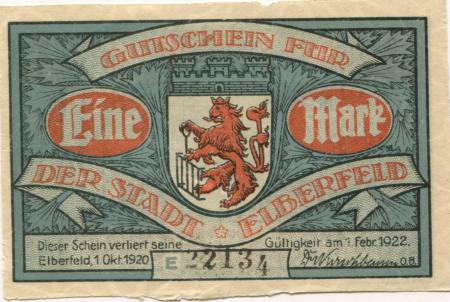 GUTSCHEIN FÜR
Eine Mark
DER STADT ☆ ELBERFELD
Dieser Schein verliert seine Gültigkeit am 1. Febr. 1922.
Elberfeld, 1. Okt. 1920 E 22134 O.B.